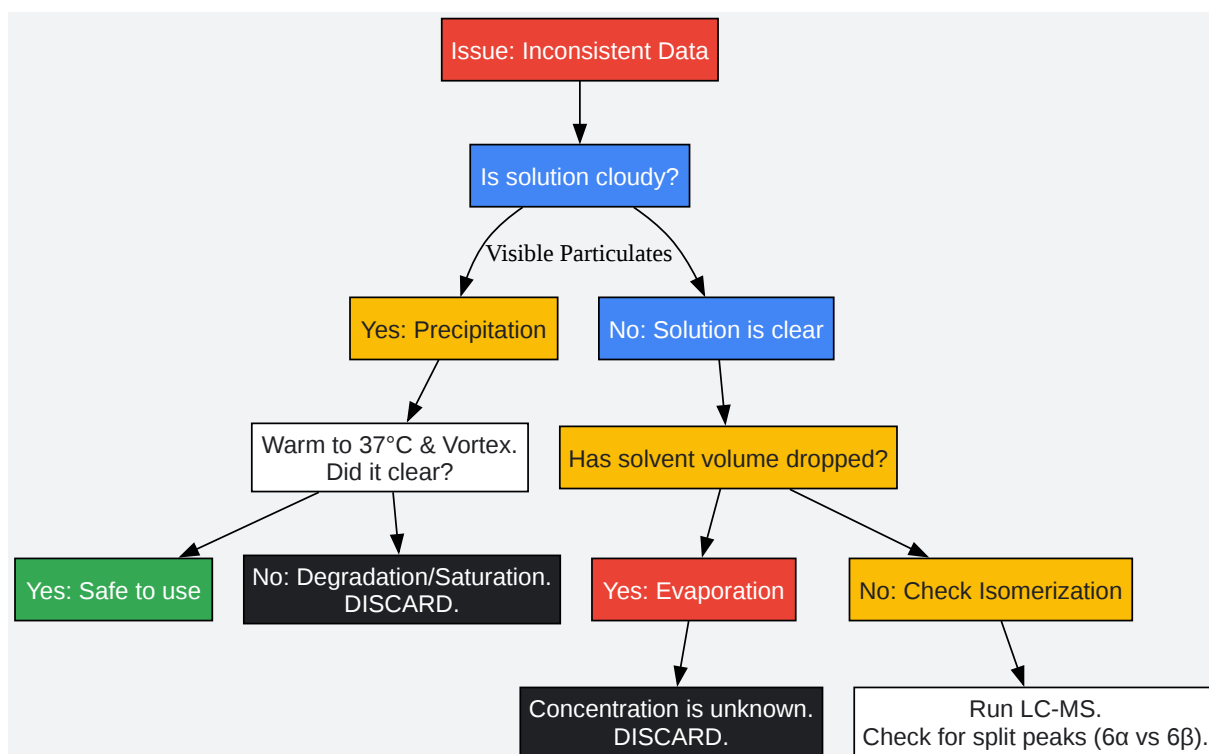 Issue: Inconsistent Data
Is solution cloudy?
Visible Particulates
Yes: Precipitation
No: Solution is clear
Warm to 37°C & Vortex.
Did it clear?
Has solvent volume dropped?
Yes: Safe to use
No: Degradation/Saturation.
DISCARD.
Yes: Evaporation
No: Check Isomerization
Concentration is unknown.
DISCARD.
Run LC-MS.
Check for split peaks (6α vs 6β).